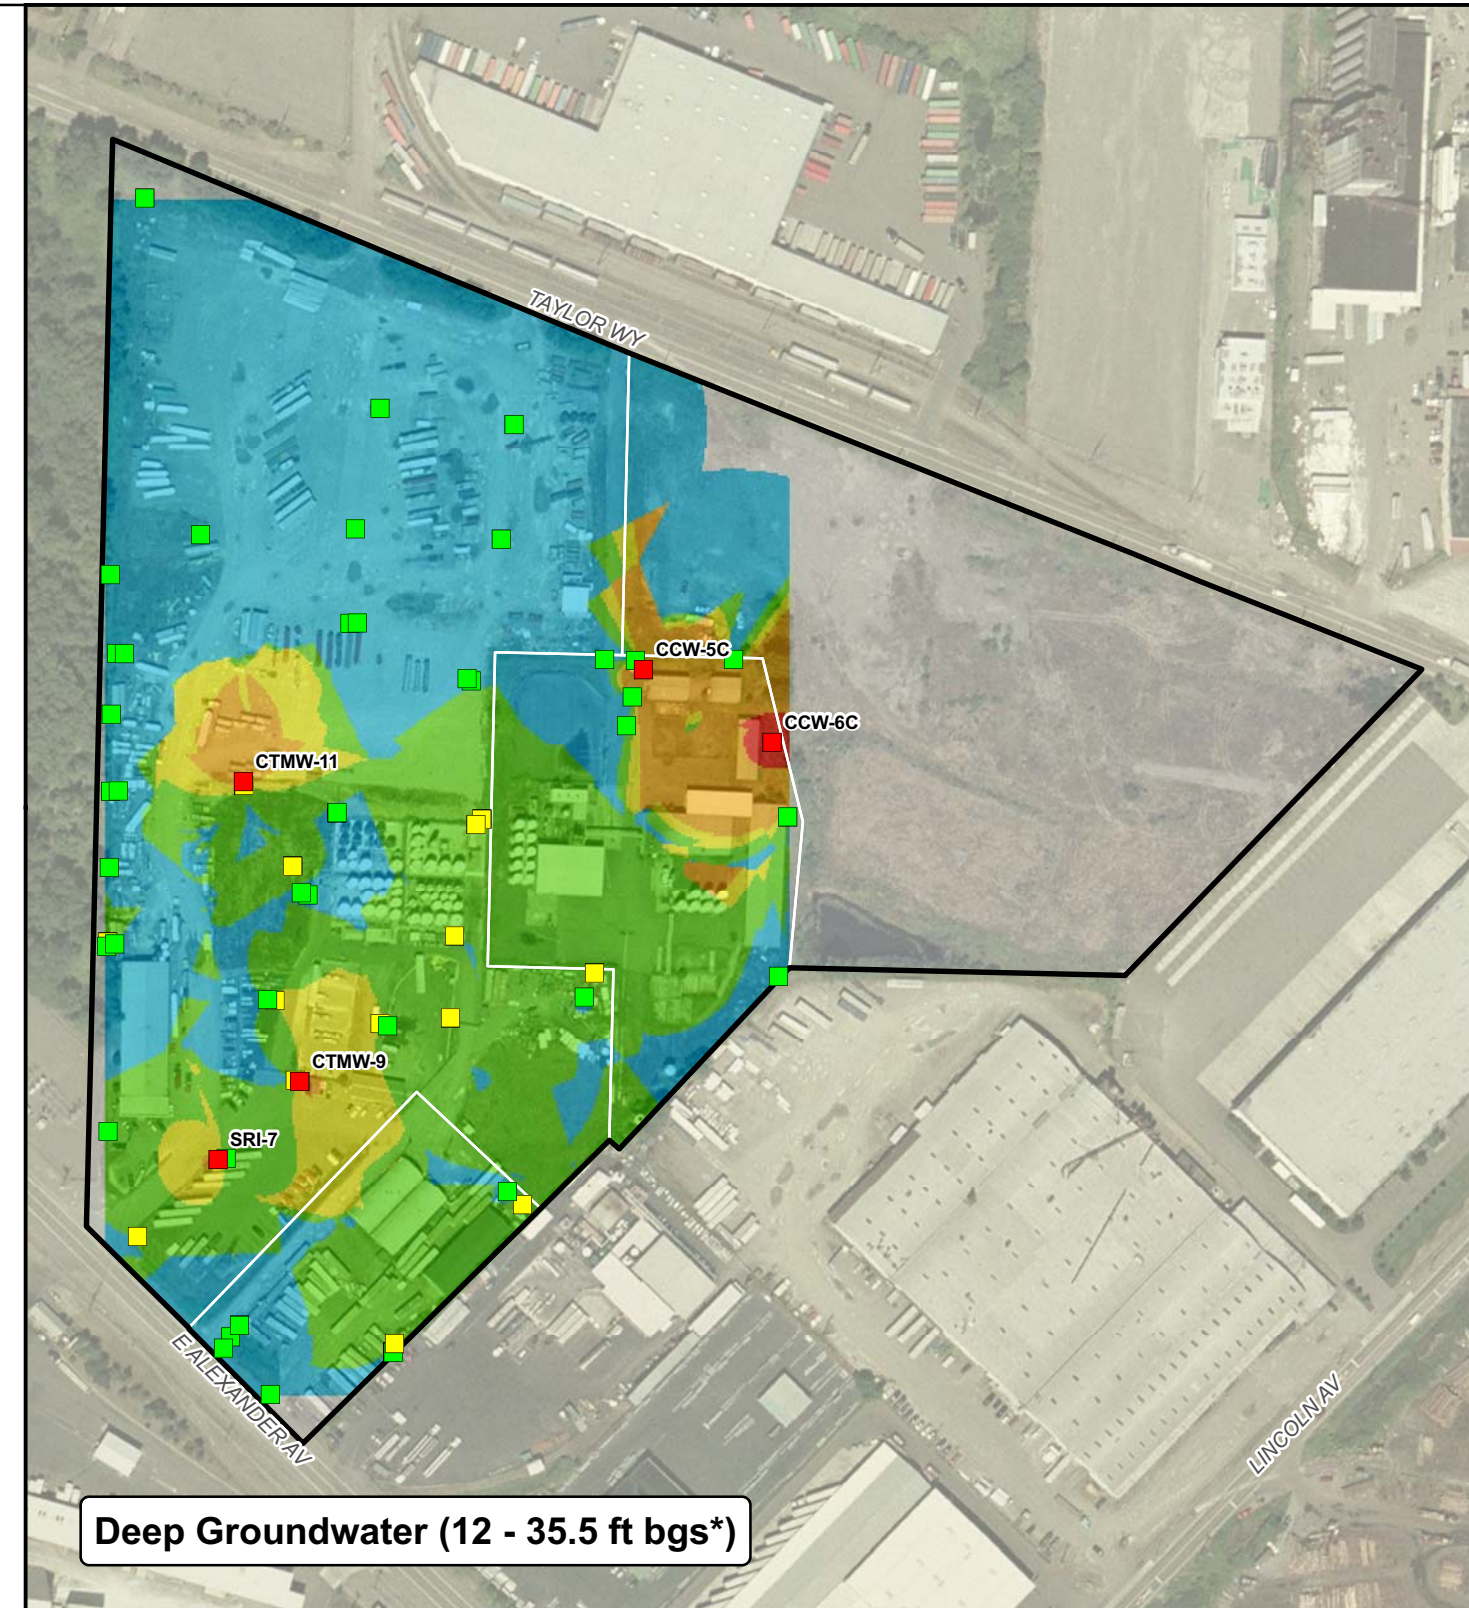 TAYLOR WY
CCW-5C
CCW-6C
CTMW-11
CTMW-9
SRI-7
E ALEXANDER AV
LINCOLN AV
Deep Groundwater (12 - 35.5 ft bgs*)